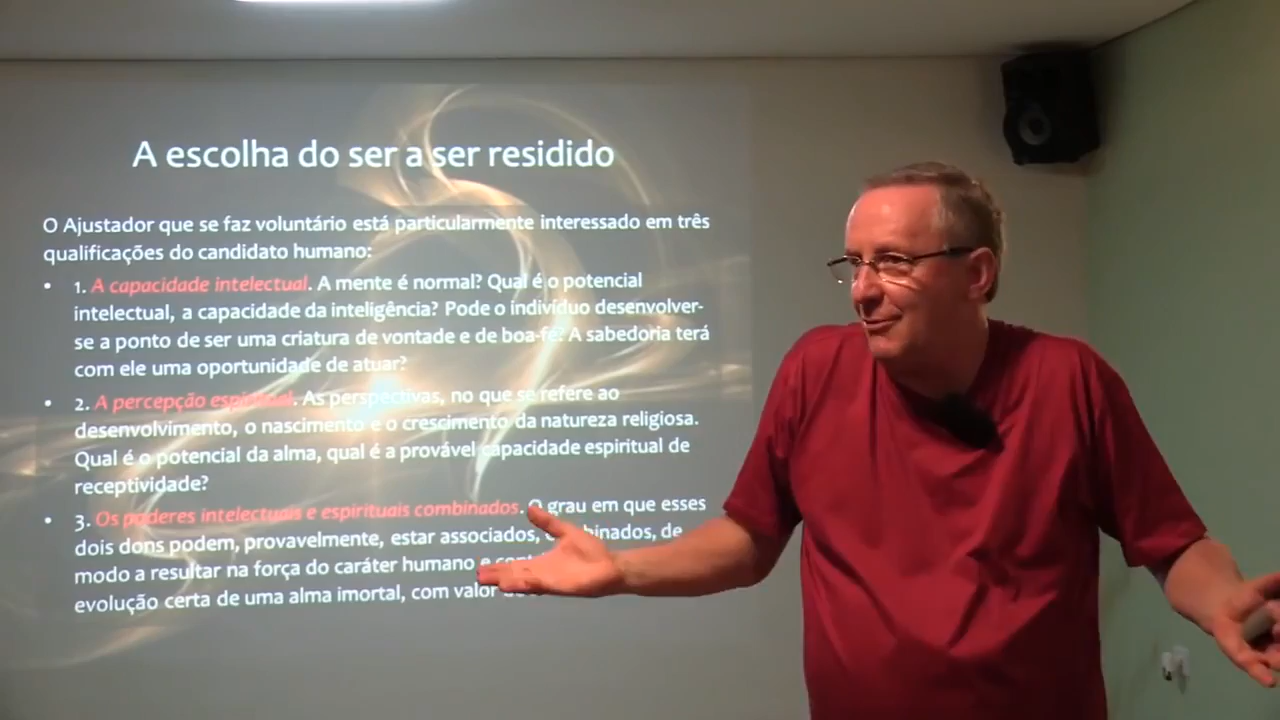 A escolha do ser a ser residido
O Ajustador que se faz voluntário está particularmente interessado em três
qualificações do candidato humano:
• 1. A capacidade intelectual. A mente é normal? Qual é o potencial
intelectual, a capacidade da inteligência? Pode o indivíduo desenvolver-
se a ponto de ser uma criatura de vontade e de boa-fé? A sabedoria terá
com ele uma oportunidade de atuar?
• 2. A percepção espiritual. As perspectivas, no que se refere ao
desenvolvimento, o nascimento e o crescimento da natureza religiosa.
Qual é o potencial da alma, qual é a provável capacidade espiritual de
receptividade?
• 3. Os poderes intelectuais e espirituais combinados. O grau em que esses
dois dons podem, provavelmente, estar associados, de
modo a resultar na força do caráter humano e
evolução certa de uma alma imortal, com valor